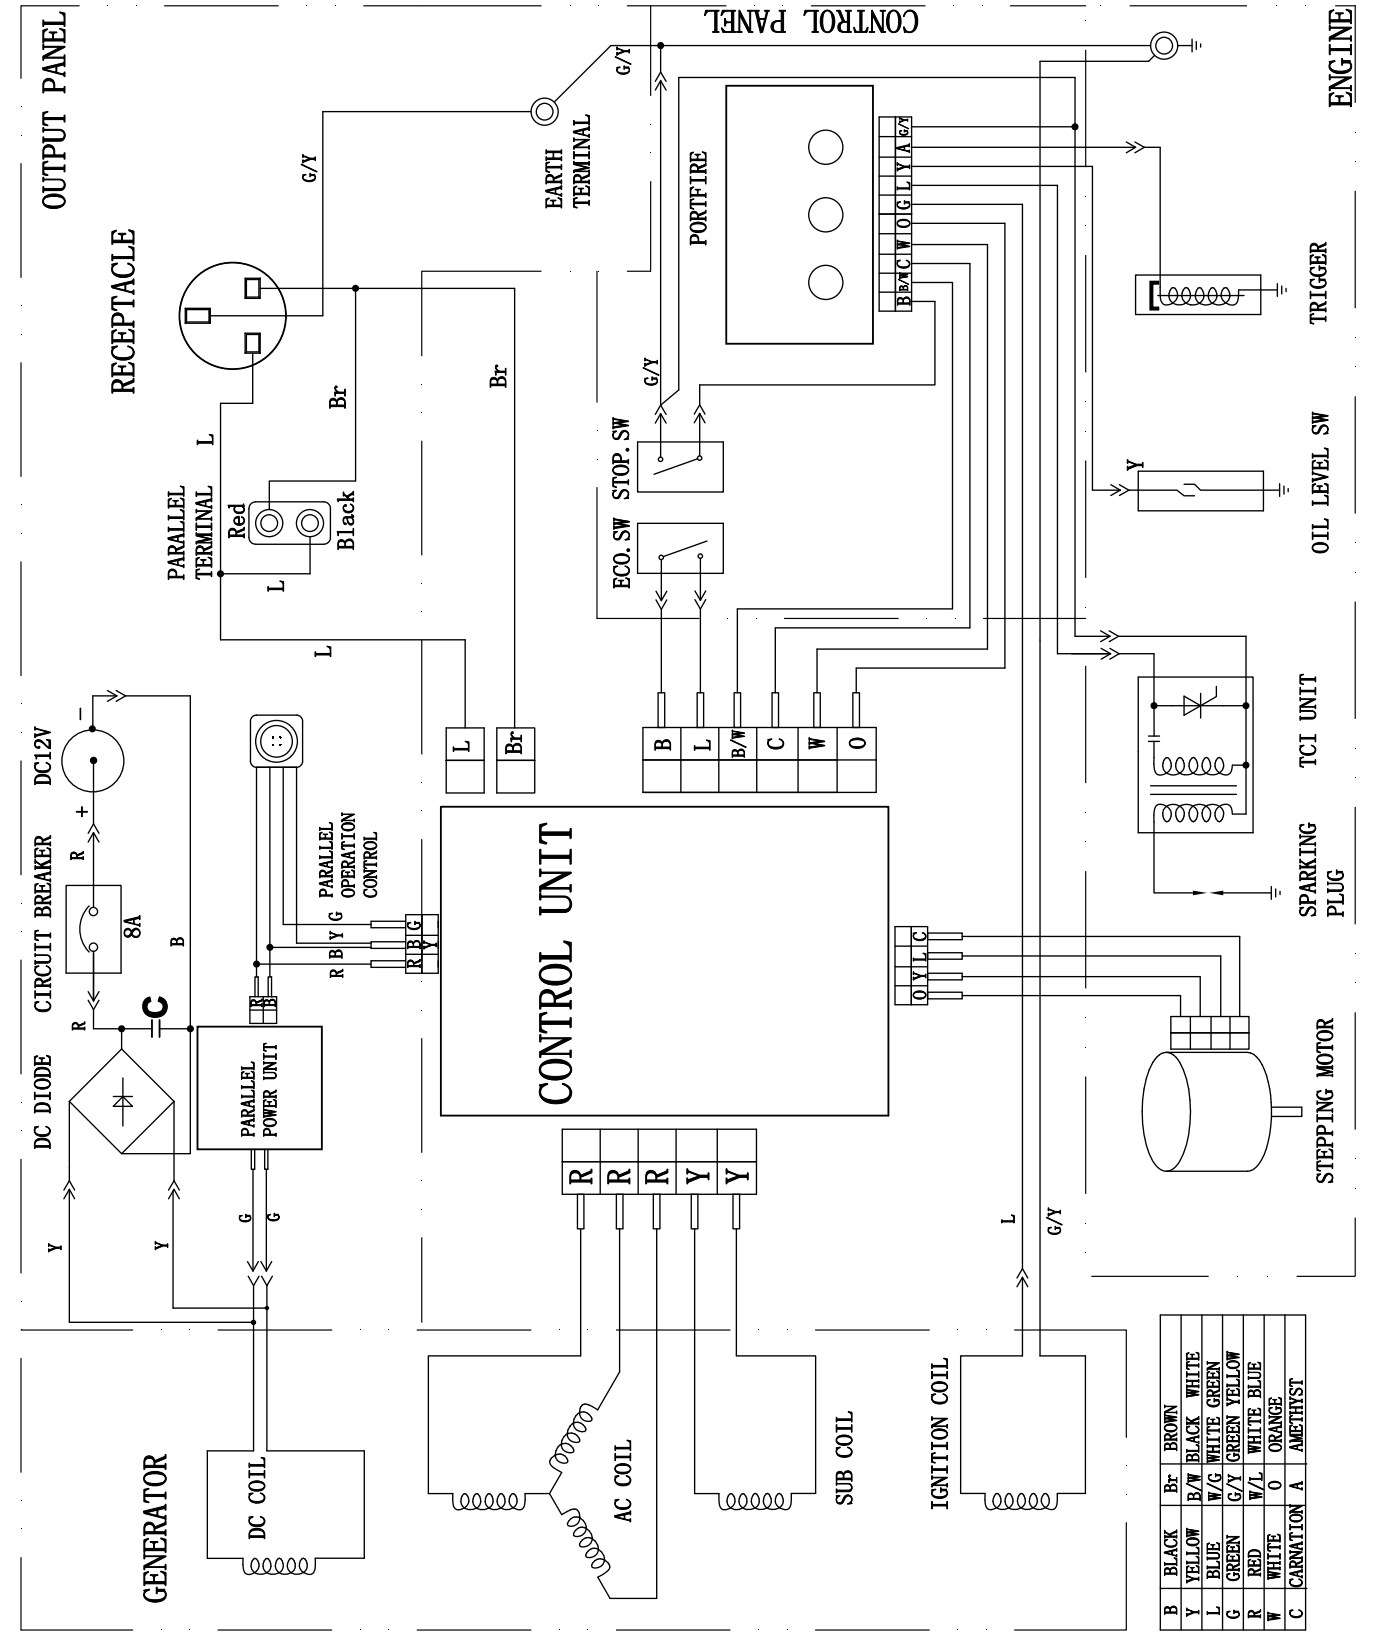 OUTPUT PANEL
CONTROL PANEL
ENGINE
RECEPTACLE
G/Y
G/Y
EARTH
TERMINAL
PORTFIRE
G/Y
A
Y
L
G
O
W
C
B/W
B
TRIGGER
L
Br
Br
G/Y
PARALLEL
TERMINAL
Red
Black
L
L
STOP.SW
ECO.SW
Y
OIL LEVEL SW
DC12V
−
+
R
CIRCUIT BREAKER
8A
B
R
C
DC DIODE
PARALLEL
OPERATION
CONTROL
R
B
Y
G
R
B
G
Y
R
B
PARALLEL
POWER UNIT
L
Br
B
L
B/W
C
W
O
CONTROL UNIT
TCI UNIT
SPARKING
PLUG
C
L
Y
O
STEPPING MOTOR
R
R
R
Y
Y
Y
Y
G
G
L
G/Y
GENERATOR
DC COIL
AC COIL
SUB COIL
IGNITION COIL
B BLACK Br BROWN
Y YELLOW B/W BLACK WHITE
L BLUE W/G WHITE GREEN
G GREEN G/Y GREEN YELLOW
R RED W/L WHITE BLUE
W WHITE O ORANGE
C CARNATION A AMETHYST